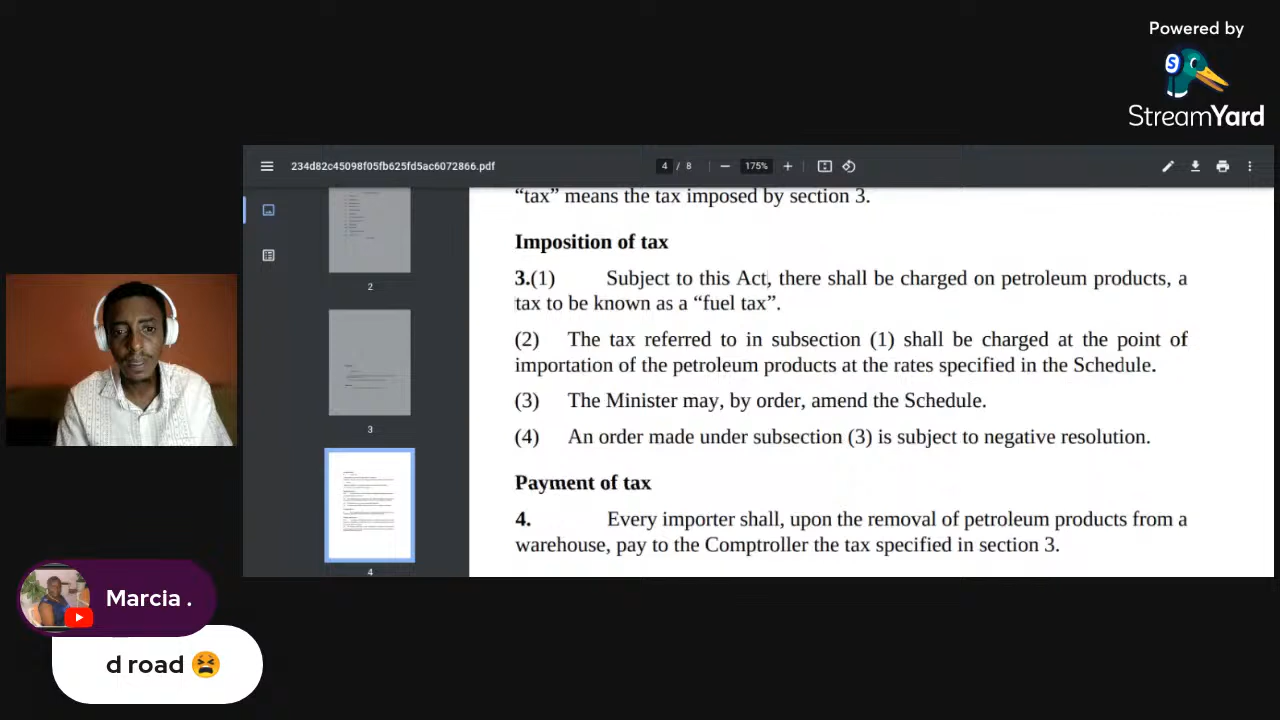 Powered by
StreamYard
234d82c45098f05fb625fd5ac6072866.pdf
4 / 8
175%
2
3
4
“tax” means the tax imposed by section 3.
Imposition of tax
3.(1) Subject to this Act, there shall be charged on petroleum products, a
tax to be known as a “fuel tax”.
(2) The tax referred to in subsection (1) shall be charged at the point of
importation of the petroleum products at the rates specified in the Schedule.
(3) The Minister may, by order, amend the Schedule.
(4) An order made under subsection (3) is subject to negative resolution.
Payment of tax
4. Every importer shall, upon the removal of petroleum products from a
warehouse, pay to the Comptroller the tax specified in section 3.
Marcia .
d road 😫